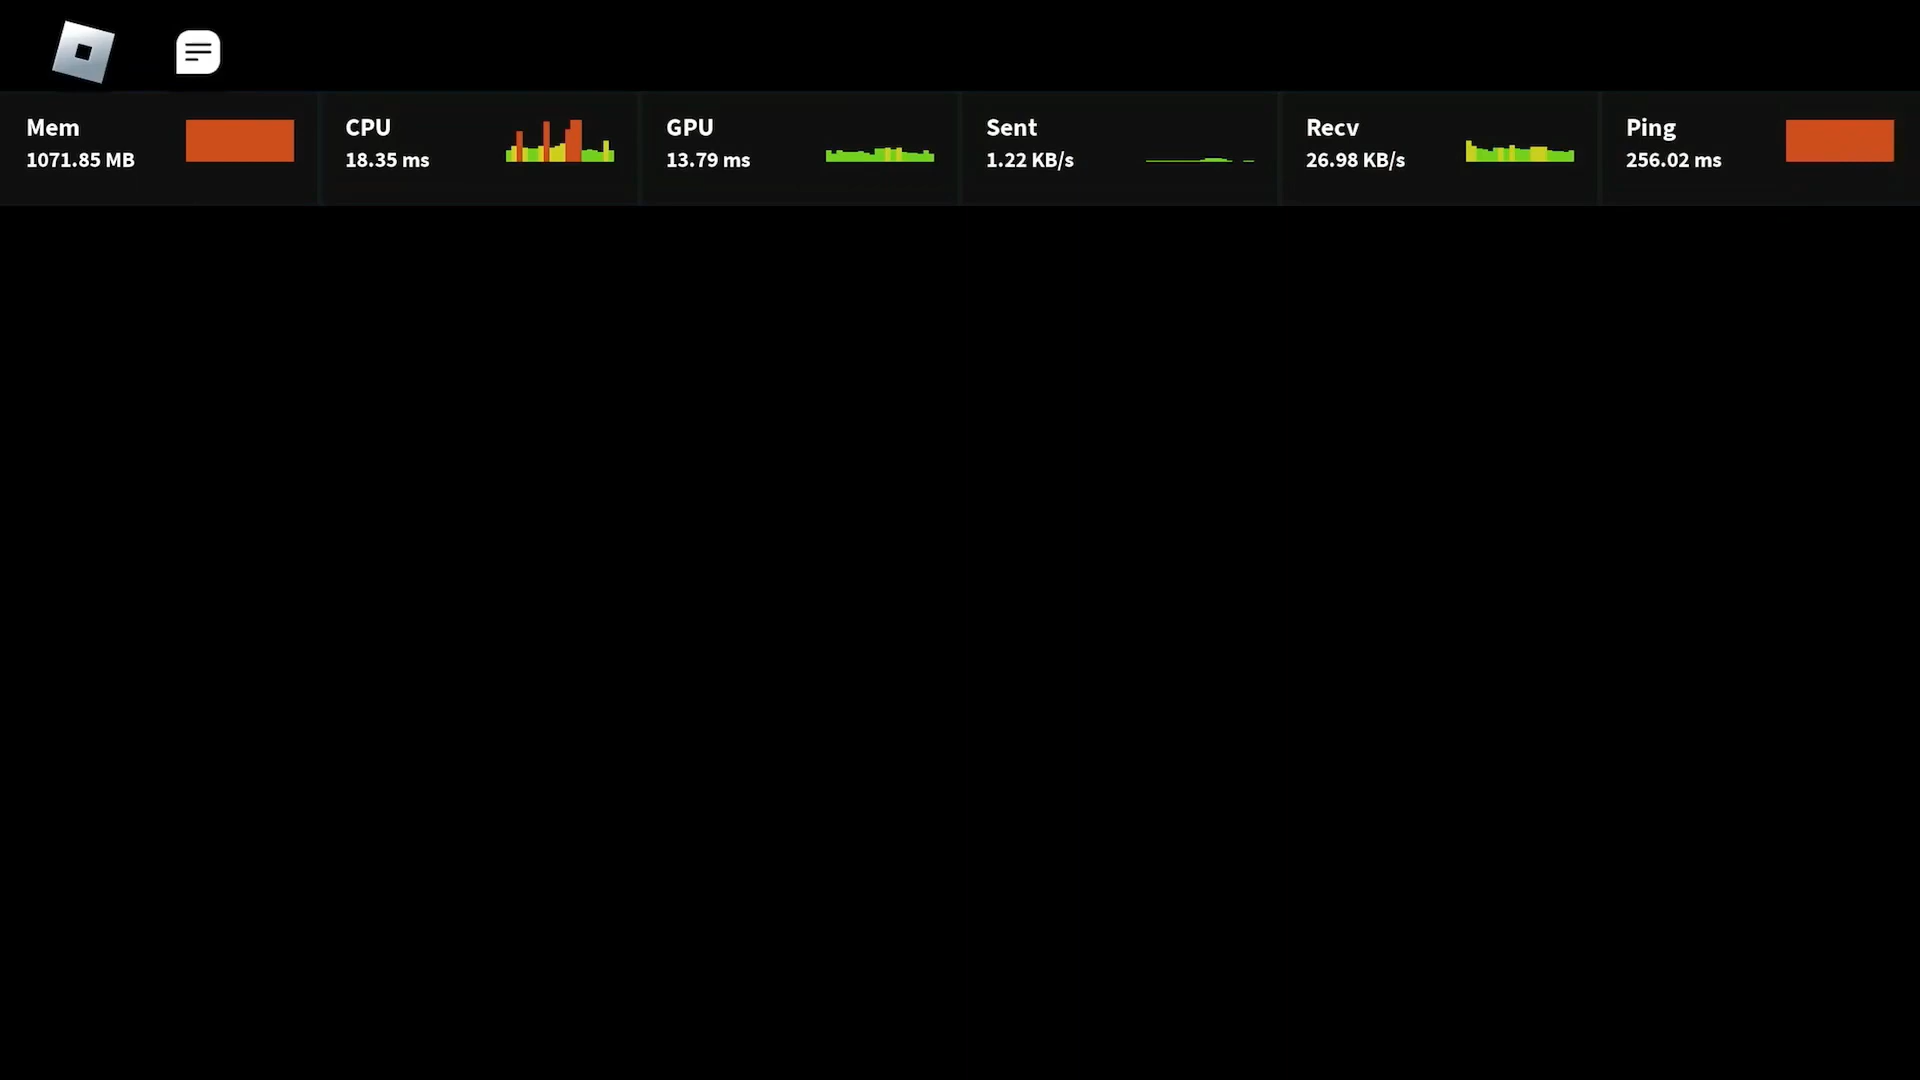 Mem
1071.85 MB
CPU
18.35 ms
GPU
13.79 ms
Sent
1.22 KB/s
Recv
26.98 KB/s
Ping
256.02 ms